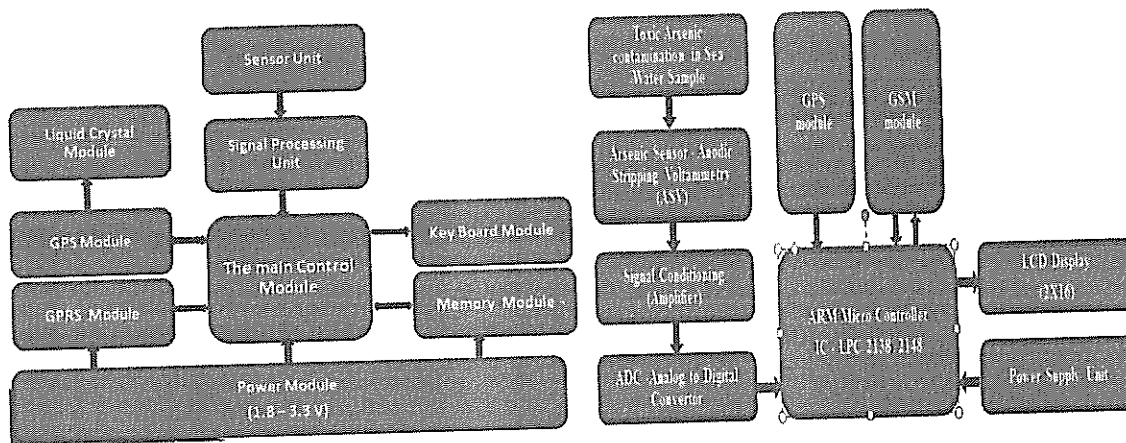 Sensor Unit
Liquid Crystal
Module
Signal Processing
Unit
GPS Module
The main Control
Module
Key Board Module
GPRS Module
Memory Module
Power Module
(1.8 – 3.3 V)
Toxic Arsenic
contamination in Sea
Water Sample
GPS
module
GSM
module
Arsenic Sensor - Anodic
Stripping Voltammetry
(ASV)
Signal Conditioning
(Amplifier)
ADC -Analog to Digital
Convertor
ARM Micro Controller
IC - LPC 2138, 2148
LCD Display
(2X16)
Power Supply Unit